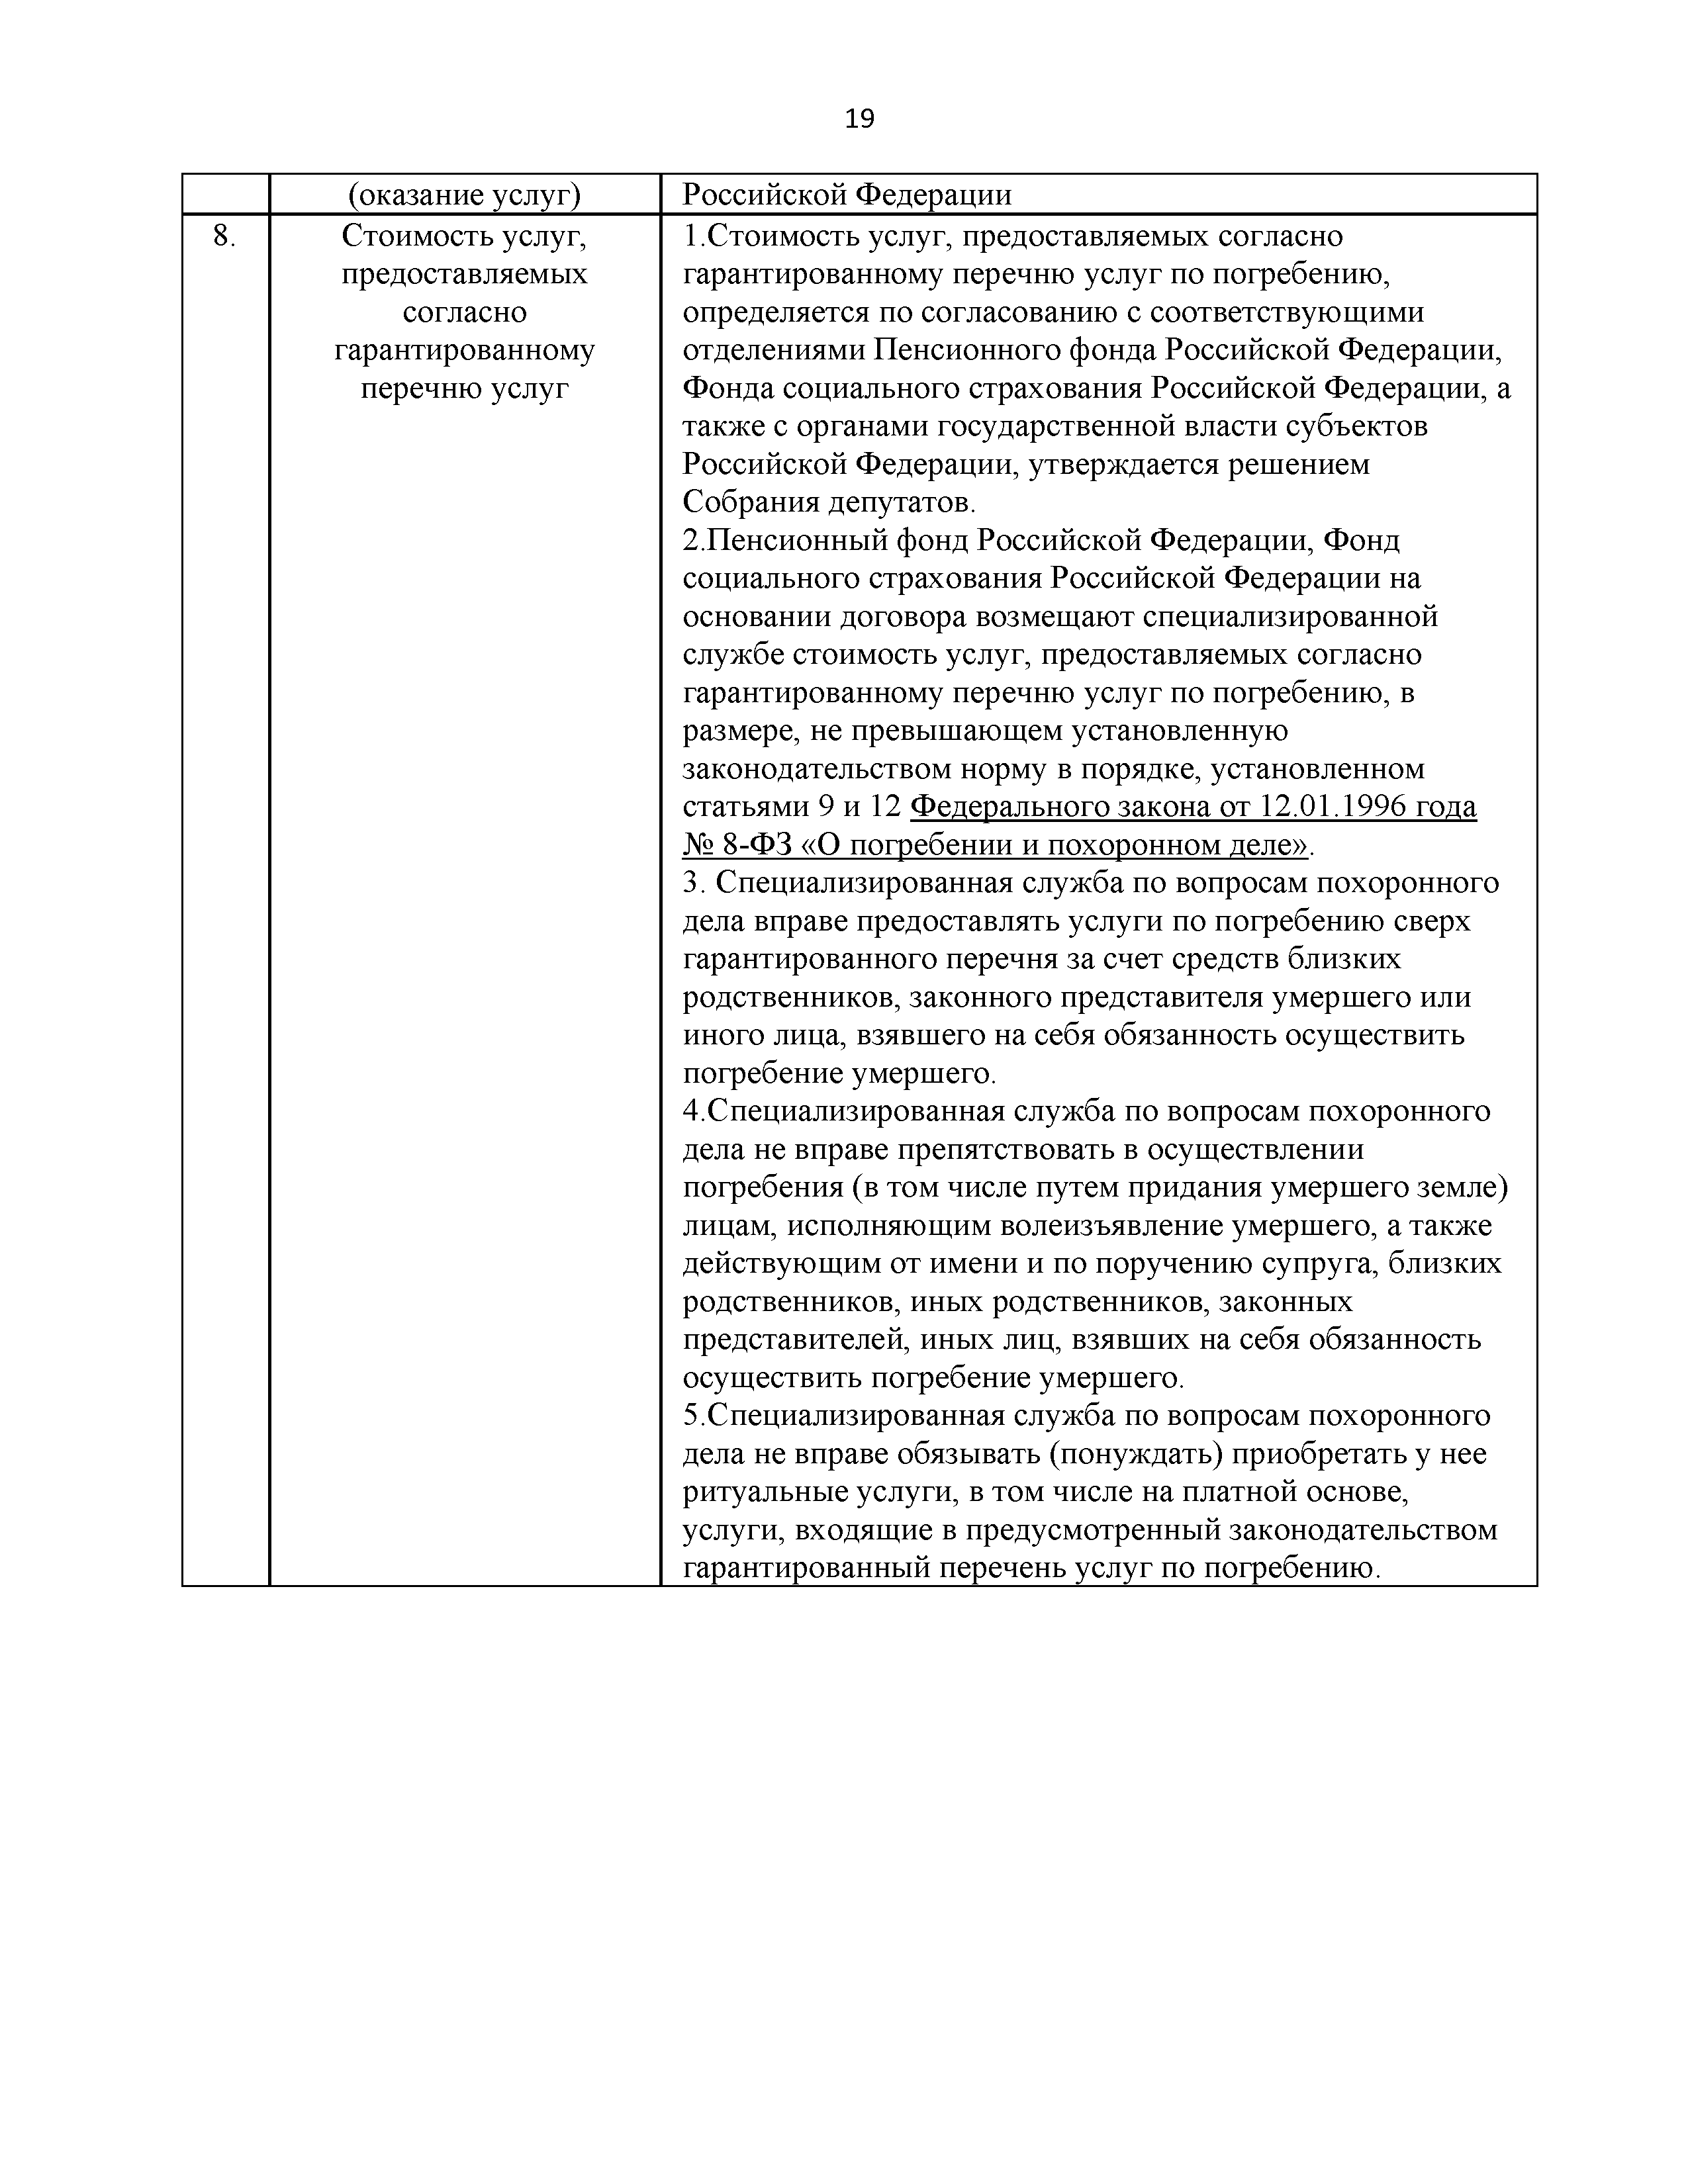 19
(оказание услуг)
Российской Федерации
8.
Стоимость услуг,
предоставляемых
согласно
гарантированному
перечню услуг
1.Стоимость услуг, предоставляемых согласно
гарантированному перечню услуг по погребению,
определяется по согласованию с соответствующими
отделениями Пенсионного фонда Российской Федерации,
Фонда социального страхования Российской Федерации, а
также с органами государственной власти субъектов
Российской Федерации, утверждается решением
Собрания депутатов.
2.Пенсионный фонд Российской Федерации, Фонд
социального страхования Российской Федерации на
основании договора возмещают специализированной
службе стоимость услуг, предоставляемых согласно
гарантированному перечню услуг по погребению, в
размере, не превышающем установленную
законодательством норму в порядке, установленном
статьями 9 и 12 Федерального закона от 12.01.1996 года
№ 8-ФЗ «О погребении и похоронном деле».
3. Специализированная служба по вопросам похоронного
дела вправе предоставлять услуги по погребению сверх
гарантированного перечня за счет средств близких
родственников, законного представителя умершего или
иного лица, взявшего на себя обязанность осуществить
погребение умершего.
4.Специализированная служба по вопросам похоронного
дела не вправе препятствовать в осуществлении
погребения (в том числе путем придания умершего земле)
лицам, исполняющим волеизъявление умершего, а также
действующим от имени и по поручению супруга, близких
родственников, иных родственников, законных
представителей, иных лиц, взявших на себя обязанность
осуществить погребение умершего.
5.Специализированная служба по вопросам похоронного
дела не вправе обязывать (понуждать) приобретать у нее
ритуальные услуги, в том числе на платной основе,
услуги, входящие в предусмотренный законодательством
гарантированный перечень услуг по погребению.